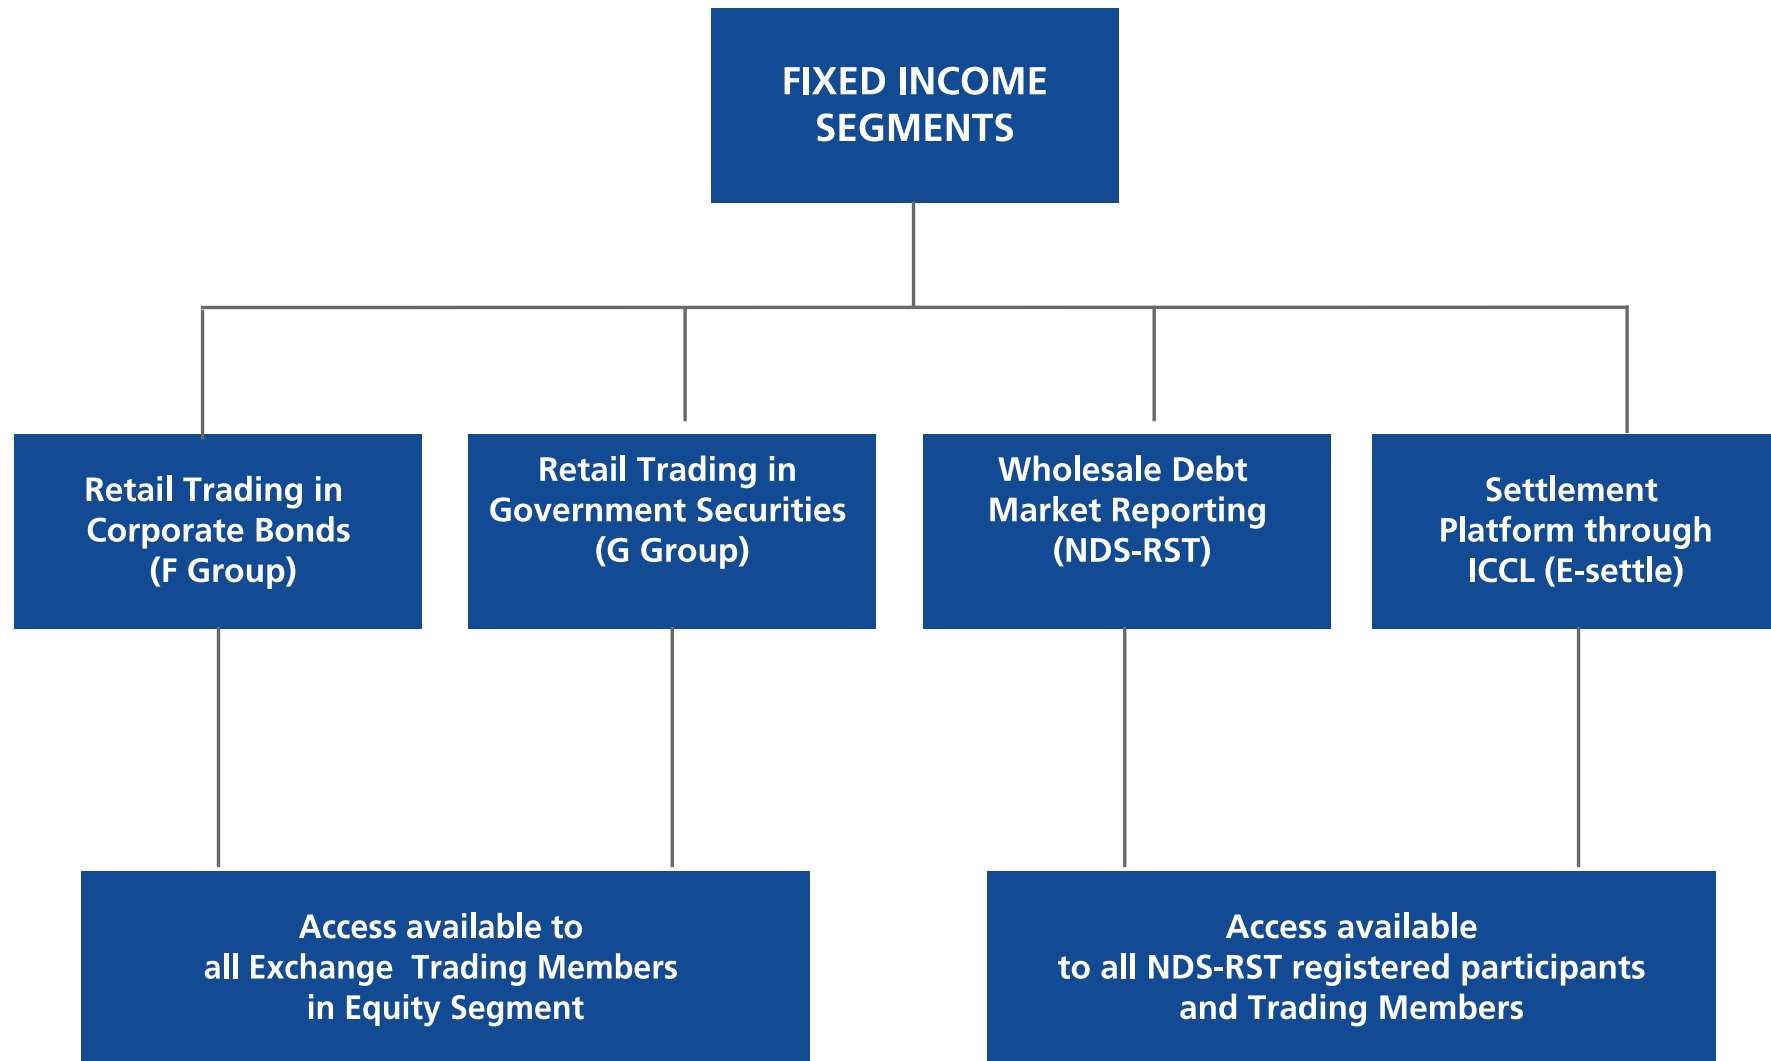 FIXED INCOME
SEGMENTS
Retail Trading in
Corporate Bonds
(F Group)
Retail Trading in
Government Securities
(G Group)
Wholesale Debt
Market Reporting
(NDS-RST)
Settlement
Platform through
ICCL (E-settle)
Access available to
all Exchange Trading Members
in Equity Segment
Access available
to all NDS-RST registered participants
and Trading Members